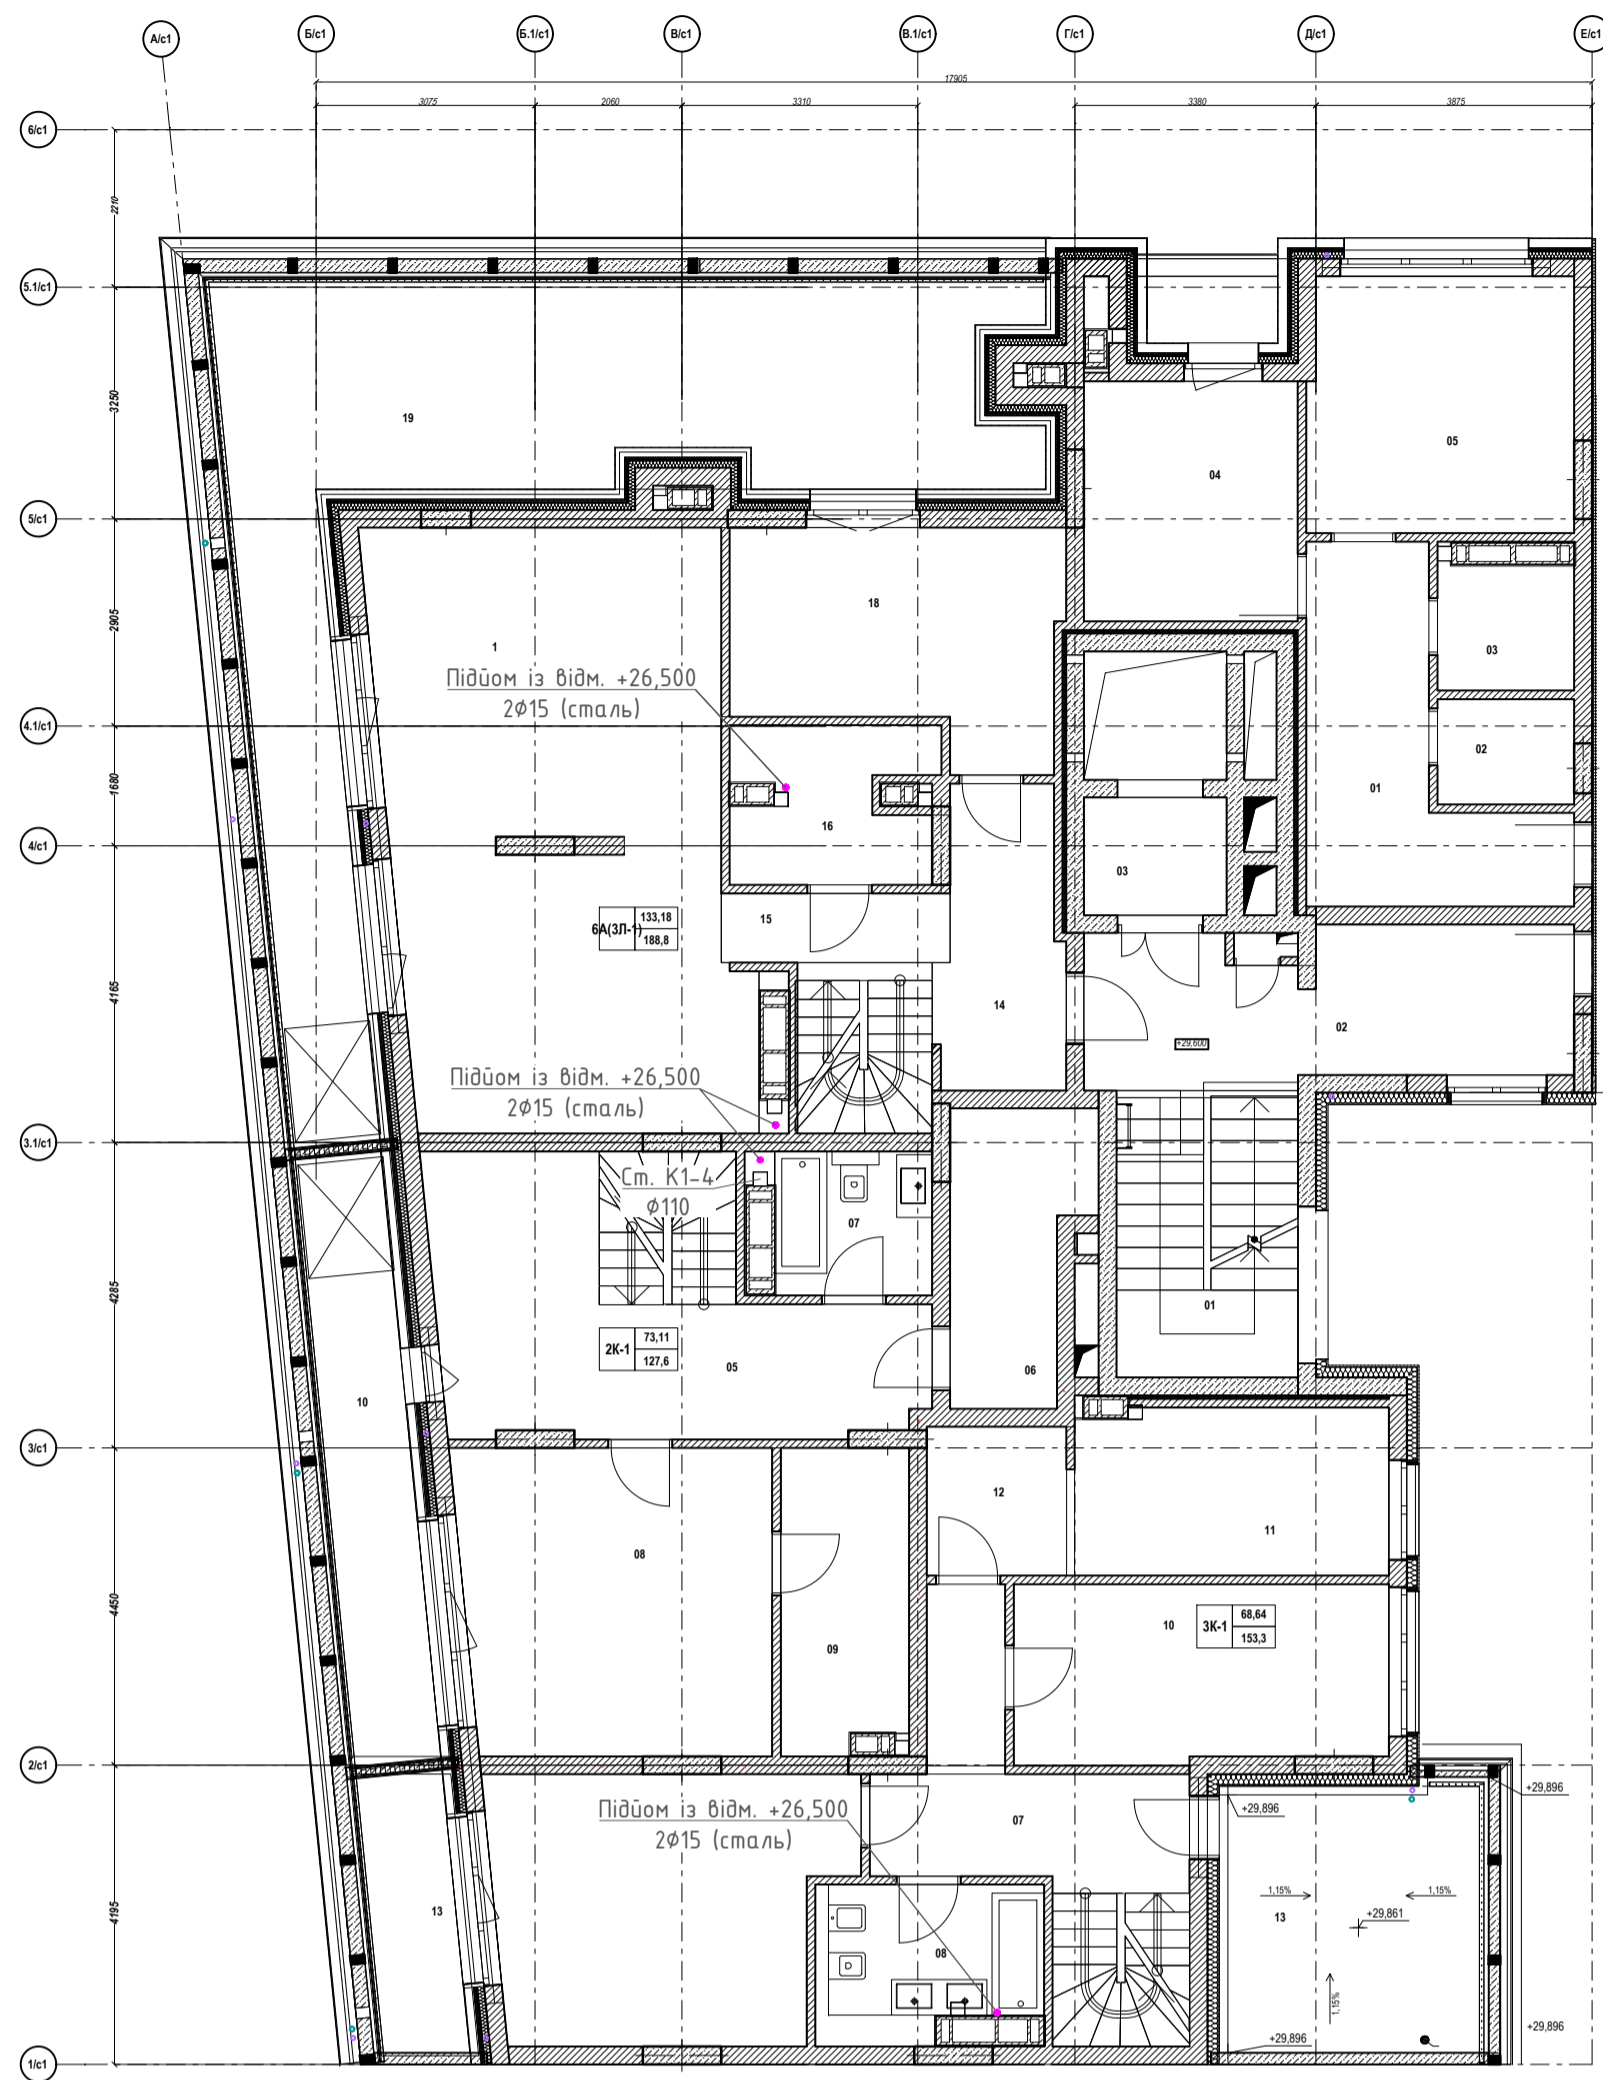 А/с1
Б/с1
Б.1/с1
В/с1
В.1/с1
Г/с1
Д/с1
Е/с1
17905
3075
2060
3310
3380
3875
6/с1
2210
5.1/с1
3250
19
05
04
5/с1
2905
18
1
03
Підйом із відм. +26,500
2ϕ15 (сталь)
4.1/с1
02
1680
01
16
4/с1
03
6А(3Л-1)
133,18
188,8
15
4165
14
02
+29,600
Підйом із відм. +26,500
2ϕ15 (сталь)
3.1/с1
Ст. К1-4
ϕ110
07
4285
01
2К-1
73,11
127,6
05
06
10
3/с1
12
11
08
4450
10
3К-1
68,64
153,3
09
2/с1
+29,896
+29,896
Підйом із відм. +26,500
2ϕ15 (сталь)
07
1,15%
1,15%
4195
13
13
+29,861
08
1,15%
+29,896
+29,896
1/с1